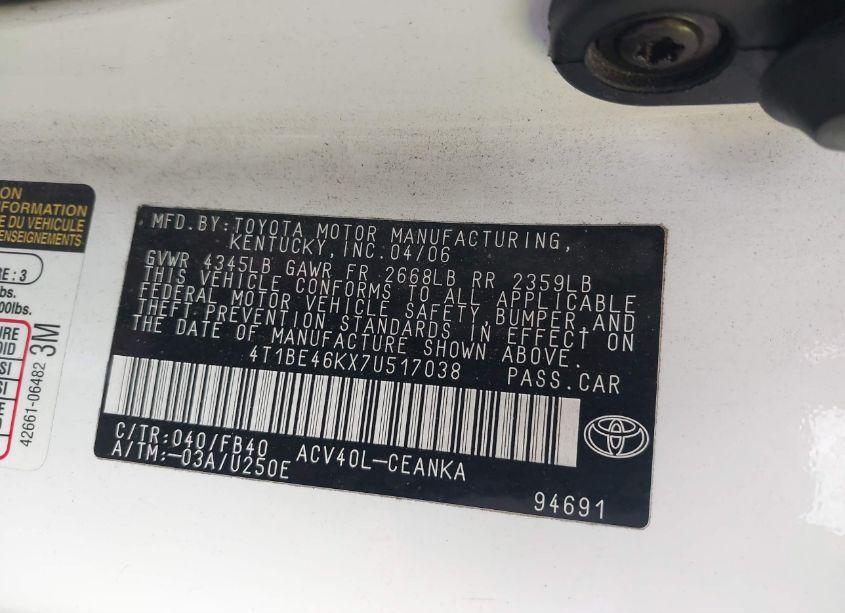 ON
FORMATION
E DU VÉHICULE
ENSEIGNEMENTS
RE : 3
bs.
00lbs.
URE
OID
SI
SI
42661-06482 3M
MFD.BY:TOYOTA MOTOR MANUFACTURING,
KENTUCKY,INC.04/06
GVWR 4345LB GAWR FR 2668LB RR 2359LB
THIS VEHICLE CONFORMS TO ALL APPLICABLE
FEDERAL MOTOR VEHICLE SAFETY,BUMPER,AND
THEFT PREVENTION STANDARDS IN EFFECT ON
THE DATE OF MANUFACTURE SHOWN ABOVE.
4T1BE46KX7U517038 PASS.CAR
C/TR:040/FB40 ACV40L-CEANKA
A/TM:-03A/U250E
94691